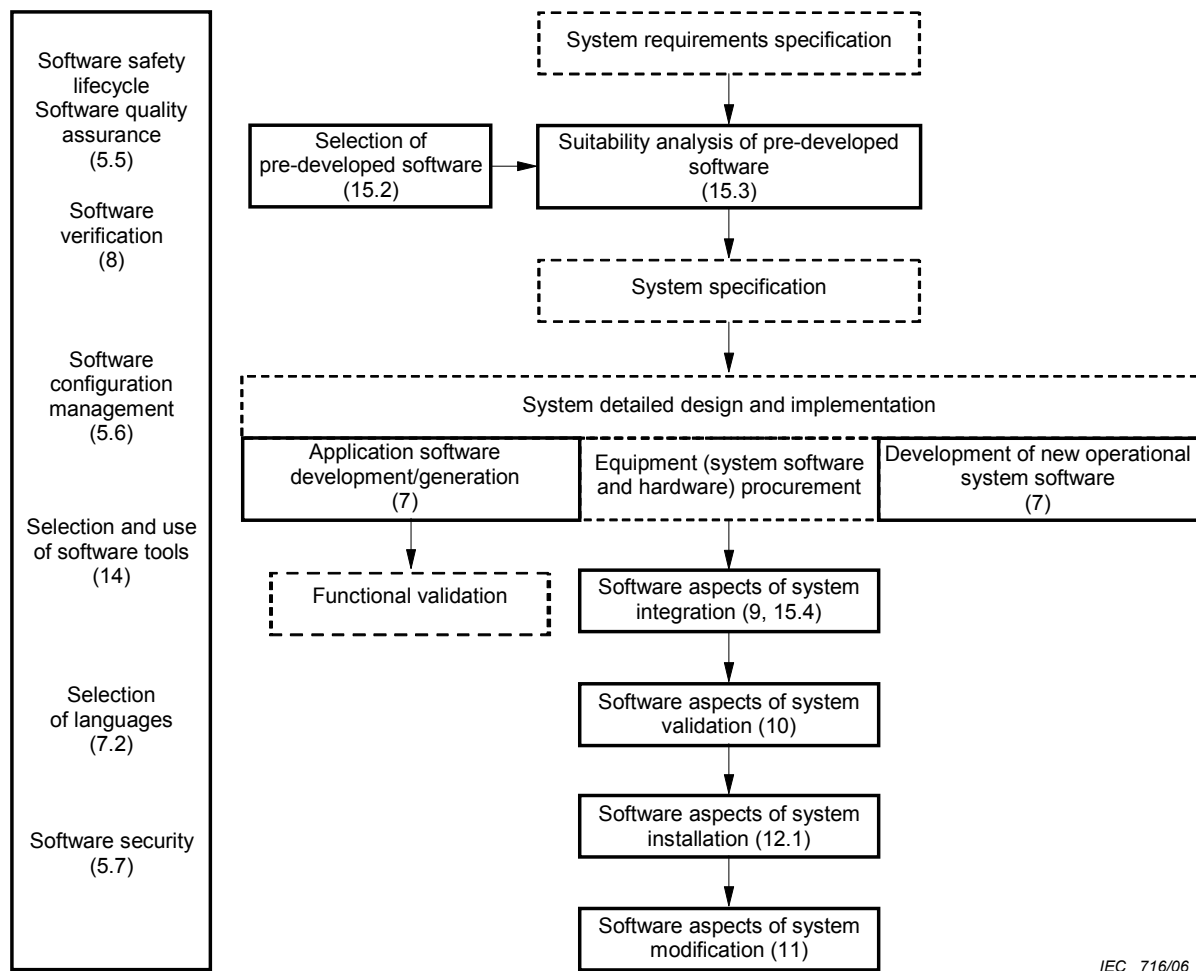 Software safety
lifecycle
Software quality
assurance
(5.5)
Software
verification
(8)
Software
configuration
management
(5.6)
Selection and use
of software tools
(14)
Selection
of languages
(7.2)
Software security
(5.7)
System requirements specification
Selection of
pre-developed software
(15.2)
Suitability analysis of pre-developed
software
(15.3)
System specification
System detailed design and implementation
Application software
development/generation
(7)
Equipment (system software
and hardware) procurement
Development of new operational
system software
(7)
Functional validation
Software aspects of system
integration (9, 15.4)
Software aspects of system
validation (10)
Software aspects of system
installation (12.1)
Software aspects of system
modification (11)
IEC 716/06